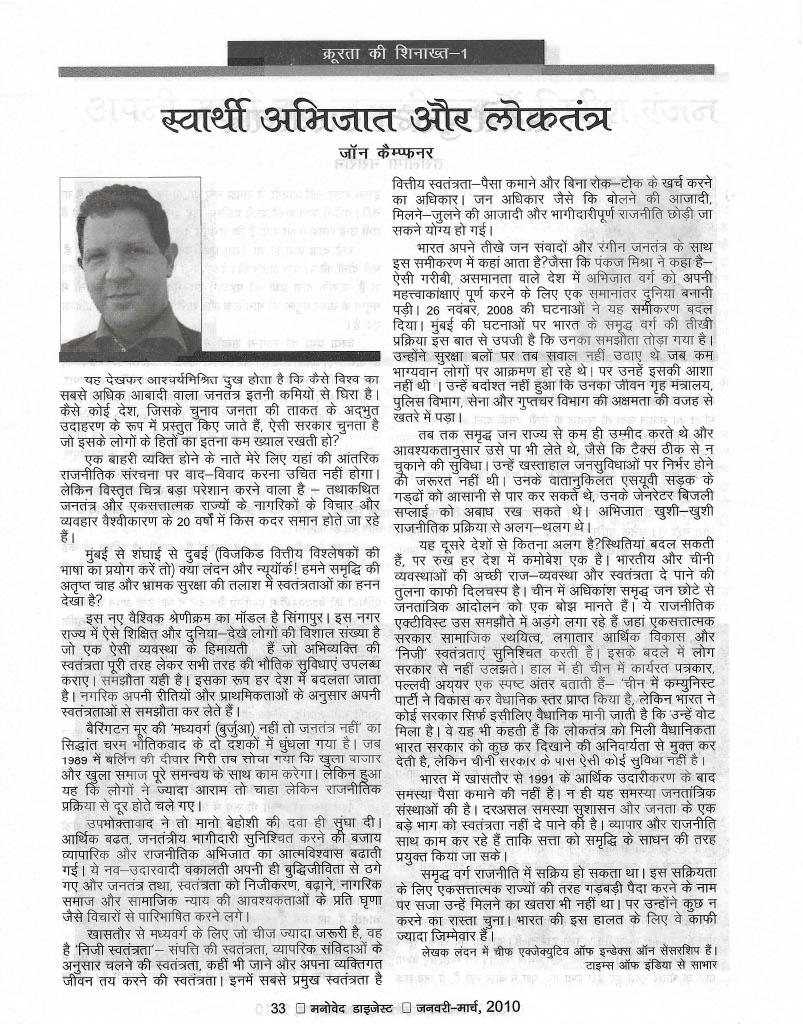 क्रूरता की शिनाख्त–1
स्वार्थी अभिजात और लोकतंत्र
जॉन कैम्फनर
यह देखकर आश्चर्यमिश्रित दुख होता है कि कैसे विश्व का
सबसे अधिक आबादी वाला जनतंत्र इतनी कमियों से घिरा है।
कैसे कोई देश, जिसके चुनाव जनता की ताकत के अद्भुत
उदाहरण के रूप में प्रस्तुत किए जाते हैं, ऐसी सरकार चुनता है
जो इसके लोगों के हितों का इतना कम ख्याल रखती हो?
एक बाहरी व्यक्ति होने के नाते मेरे लिए यहां की आंतरिक
राजनीतिक संरचना पर वाद–विवाद करना उचित नहीं होगा।
लेकिन विस्तृत चित्र बड़ा परेशान करने वाला है – तथाकथित
जनतंत्र और एकसत्तात्मक राज्यों के नागरिकों के विचार और
व्यवहार वैश्वीकारण के 20 वर्षों में किस कदर समान होते जा रहे
हैं।
मुंबई से शंघाई से दुबई (विजकिड वित्तीय विश्लेषकों की
भाषा का प्रयोग करें तो) क्या लंदन और न्यूयॉर्क! हमने समृद्धि की
अतृप्त चाह और भ्रामक सुरक्षा की तलाश में स्वतंत्रताओं का हनन
देखा है?
इस नए वैश्विक श्रेणीक्रम का मॉडल है सिंगापुर। इस नगर
राज्य में ऐसे शिक्षित और दुनिया–देखे लोगों की विशाल संख्या है
जो एक ऐसी व्यवस्था के हिमायती हैं जो अभिव्यक्ति की
स्वतंत्रता पूरी तरह लेकर सभी तरह की भौतिक सुविधाएं उपलब्ध
कराए। समझौता यही है। इसका रूप हर देश में बदलता जाता
है। नागरिक अपनी रीतियों और प्राथमिकताओं के अनुसार अपनी
स्वतंत्रताओं से समझौता कर लेते हैं।
बैरिंगटन मूर की 'मध्यवर्ग (बुर्जुआ) नहीं तो जनतंत्र नहीं' का
सिद्धांत चरम भौतिकवाद के दो दशकों में धुंधला गया है। जब
1989 में बर्लिन की दीवार गिरी तब सोचा गया कि खुला बाजार
और खुला समाज पूरे समन्वय के साथ काम करेगा। लेकिन हुआ
यह कि लोगों ने ज्यादा आराम तो चाहा लेकिन राजनीतिक
प्रक्रिया से दूर होते चले गए।
उपभोक्तावाद ने तो मानो बेहोशी की दवा ही सुंघा दी।
आर्थिक बढत, जनतंत्रीय भागीदारी सुनिश्चित करने की बजाय
व्यापारिक और राजनीतिक अभिजात का आत्मविश्वास बढाती
गई। ये नव–उदारवादी वकालती अपनी ही बुद्धिजीविता से ठगे
गए और जनतंत्र तथा, स्वतंत्रता को निजीकरण, बढ़ाने, नागरिक
समाज और सामाजिक न्याय की आवश्यकताओं के प्रति घृणा
जैसे विचारों से पारिभाषित करने लगे।
खासतौर से मध्यवर्ग के लिए जो चीज ज्यादा जरूरी है, वह
है 'निजी स्वतंत्रता'– संपत्ति की स्वतंत्रता, व्यापरिक संविदाओं के
अनुसार चलने की स्वतंत्रता, कहीं भी जाने और अपना व्यक्तिगत
जीवन तय करने की स्वतंत्रता। इनमें सबसे प्रमुख स्वतंत्रता है
वित्तीय स्वतंत्रता–पैसा कमाने और बिना रोक–टोक के खर्च करने
का अधिकार। जन अधिकार जैसे कि बोलने की आजादी,
मिलने–जुलने की आजादी और भागीदारीपूर्ण राजनीति छोड़ी जा
सकने योग्य हो गई।
भारत अपने तीखे जन संवादों और रंगीन जनतंत्र के साथ
इस समीकरण में कहां आता है?जैसा कि पंकज मिश्रा ने कहा है–
ऐसी गरीबी, असमानता वाले देश में अभिजात वर्ग को अपनी
महत्त्वाकांक्षाएं पूर्ण करने के लिए एक समानांतर दुनिया बनानी
पड़ी। 26 नवंबर, 2008 की घटनाओं ने यह समीकरण बदल
दिया। मुंबई की घटनाओं पर भारत के समृद्ध वर्ग की तीखी
प्रक्रिया इस बात से उपजी है कि उनका समझौता तोड़ा गया है।
उन्होंने सुरक्षा बलों पर तब सवाल नहीं उठाए थे जब कम
भाग्यवान लोगों पर आक्रमण हो रहे थे। पर उनहें इसकी आशा
नहीं थी । उन्हें बर्दाश्त नहीं हुआ कि उनका जीवन गृह मंत्रालय,
पुलिस विभाग, सेना और गुप्तचर विभाग की अक्षमता की वजह से
खतरे में पड़ा।
तब तक समृद्ध जन राज्य से कम ही उम्मीद करते थे और
आवश्यकतानुसार उसे पा भी लेते थे, जैसे कि टैक्स ठीक से न
चुकाने की सुविधा। उन्हें खस्ताहाल जनसुविधाओं पर निर्भर होने
की जरूरत नहीं थी। उनके वातानुकिलत एसयूवी सड़क के
गड्ढों को आसानी से पार कर सकते थे, उनके जेनरेटर बिजली
सप्लाई को अबाध रख सकते थे। अभिजात खुशी–खुशी
राजनीतिक प्रक्रिया से अलग–थलग थे।
यह दूसरे देशों से कितना अलग है?स्थितियां बदल सकती
हैं, पर रुख हर देश में कमोबेश एक है। भारतीय और चीनी
व्यवस्थाओं की अच्छी राज–व्यवस्था और स्वतंत्रता दे पाने की
तुलना काफी दिलचस्प है। चीन में अधिकांश समृद्ध जन छोटे से
जनतांत्रिक आंदोलन को एक बोझ मानते हैं। ये राजनीतिक
एक्टीविस्ट उस समझौते में अड़ंगे लगा रहे हैं जहां एकसत्तात्मक
सरकार सामाजिक स्थयित्व, लगातार आर्थिक विकास और
'निजी' स्वतंत्रताएं सुनिश्चित करती है। इसके बदले में लोग
सरकार से नहीं उलझते। हाल में ही चीन में कार्यरत पत्रकार,
पल्लवी अय्यर एक स्पष्ट अंतर बताती हैं– 'चीन में कम्युनिस्ट
पार्टी ने विकास कर वैधानिक स्तर प्राप्त किया है, लेकिन भारत ने
कोई सरकार सिर्फ इसीलिए वैधानिक मानी जाती है कि उन्हें वोट
मिला है। वे यह भी कहती हैं कि लोकतंत्र को मिली वैधानिकता
भारत सरकार को कुछ कर दिखाने की अनिवार्यता से मुक्त कर
देती है, लेकिन चीनी सरकार के पास ऐसी कोई सुविधा नहीं है।
भारत में खासतौर से 1991 के आर्थिक उदारीकरण के बाद
समस्या पैसा कमाने की नहीं है। न ही यह समस्या जनतांत्रिक
संस्थाओं की है। दरअसल समस्या सुशासन और जनता के एक
बड़े भाग को स्वतंत्रता नहीं दे पाने की है। व्यापार और राजनीति
साथ काम कर रहे हैं ताकि सत्ता को समृद्धि के साधन की तरह
प्रयुक्त किया जा सके।
समृद्ध वर्ग राजनीति में सक्रिय हो सकता था। इस सक्रियता
के लिए एकसत्तात्मक राज्यों की तरह गड़बड़ी पैदा करने के नाम
पर सजा उन्हें मिलने का खतरा भी नहीं था। पर उन्होंने कुछ न
करने का रास्ता चुना। भारत की इस हालत के लिए वे काफी
ज्यादा जिम्मेवार हैं।
लेखक लंदन में चीफ एक्जेक्युटिव ऑफ इन्डेक्स ऑन सेंसरशिप हैं।
टाइम्स ऑफ इंडिया से साभार
33 □ मनोवेद डाइजेस्ट □ जनवरी–मार्च, 2010